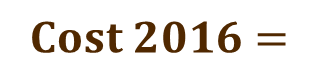 Cost 2016 =